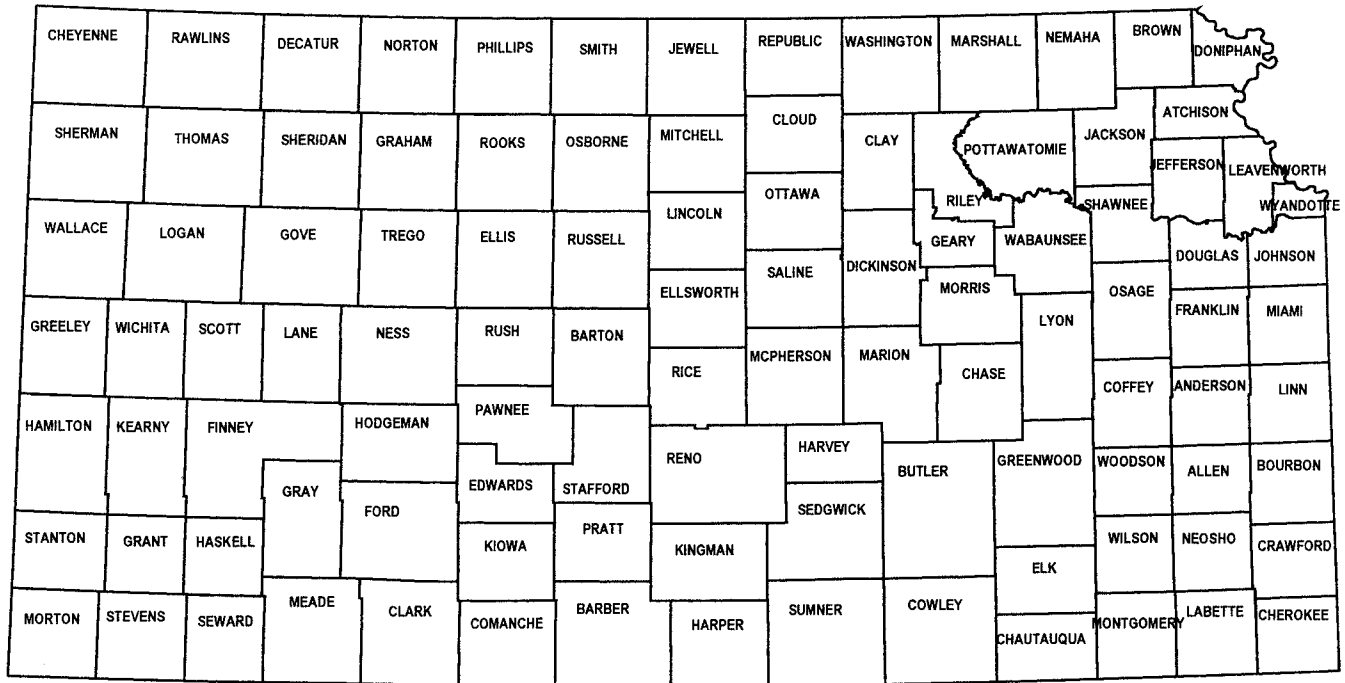 CHEYENNE
RAWLINS
DECATUR
NORTON
PHILLIPS
SMITH
JEWELL
REPUBLIC
WASHINGTON
MARSHALL
NEMAHA
BROWN
DONIPHAN
SHERMAN
THOMAS
SHERIDAN
GRAHAM
ROOKS
OSBORNE
MITCHELL
CLOUD
CLAY
POTTAWATOMIE
JACKSON
ATCHISON
JEFFERSON
LEAVENWORTH
WALLACE
LOGAN
GOVE
TREGO
ELLIS
RUSSELL
LINCOLN
OTTAWA
RILEY
SHAWNEE
WYANDOTTE
GEARY
WABAUNSEE
ELLSWORTH
SALINE
DICKINSON
MORRIS
OSAGE
DOUGLAS
JOHNSON
GREELEY
WICHITA
SCOTT
LANE
NESS
RUSH
BARTON
RICE
MCPHERSON
MARION
CHASE
LYON
FRANKLIN
MIAMI
COFFEY
ANDERSON
LINN
HAMILTON
KEARNY
FINNEY
HODGEMAN
PAWNEE
RENO
HARVEY
BUTLER
GREENWOOD
WOODSON
ALLEN
BOURBON
GRAY
FORD
EDWARDS
STAFFORD
SEDGWICK
STANTON
GRANT
HASKELL
KIOWA
PRATT
KINGMAN
ELK
WILSON
NEOSHO
CRAWFORD
MORTON
STEVENS
SEWARD
MEADE
CLARK
COMANCHE
BARBER
HARPER
SUMNER
COWLEY
CHAUTAUQUA
MONTGOMERY
LABETTE
CHEROKEE